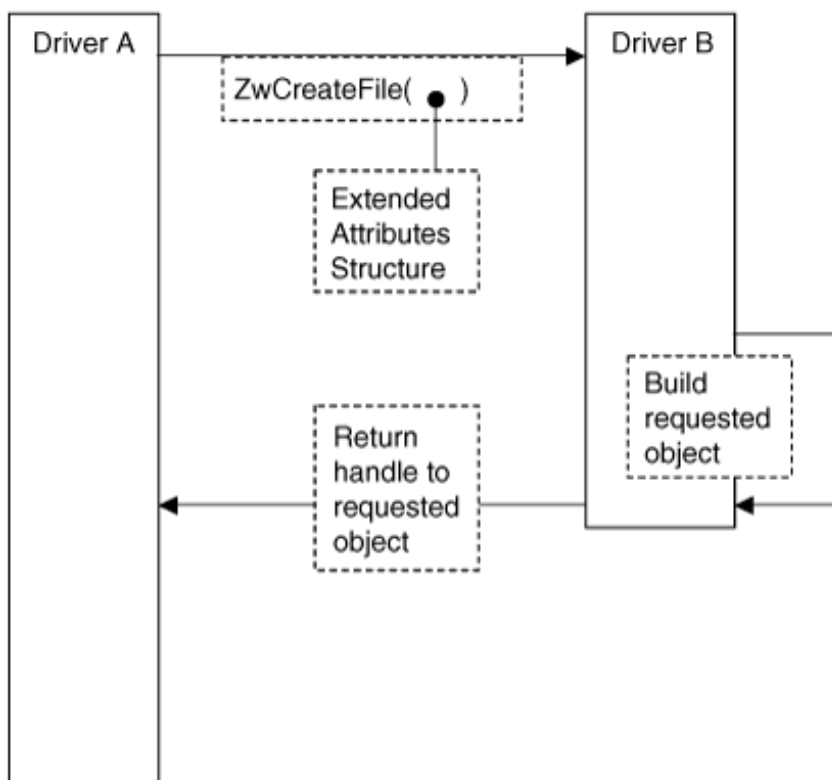 Driver A
Driver B
ZwCreateFile( )
Extended
Attributes
Structure
Build
requested
object
Return
handle to
requested
object